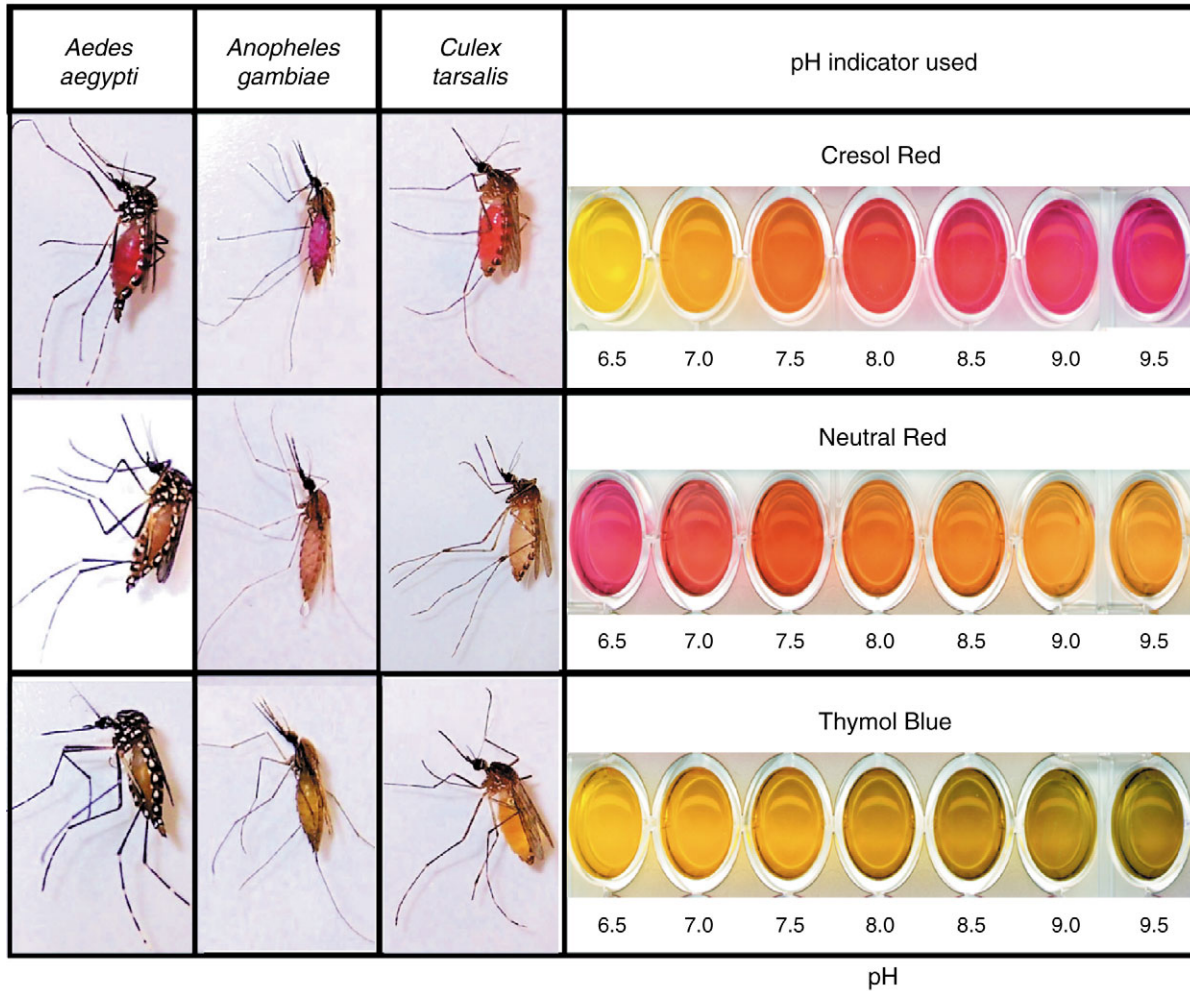 Aedes
aegypti
Anopheles
gambiae
Culex
tarsalis
pH indicator used
Cresol Red
6.5 7.0 7.5 8.0 8.5 9.0 9.5
Neutral Red
6.5 7.0 7.5 8.0 8.5 9.0 9.5
Thymol Blue
6.5 7.0 7.5 8.0 8.5 9.0 9.5
pH